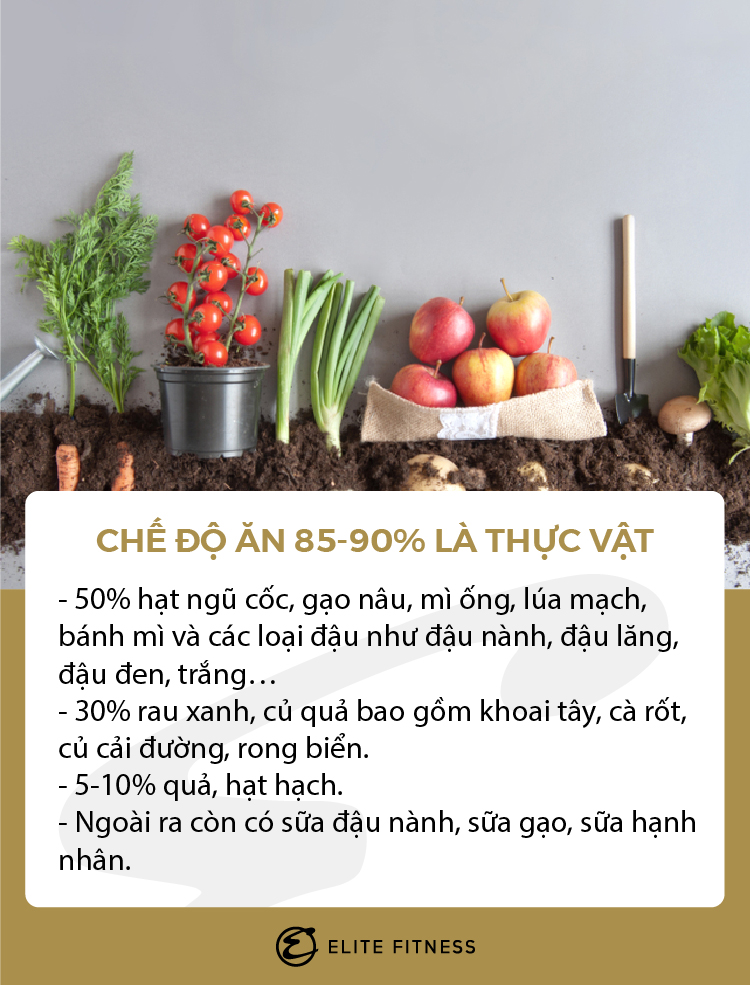 CHẾ ĐỘ ĂN 85-90% LÀ THỰC VẬT
- 50% hạt ngũ cốc, gạo nâu, mì ống, lúa mạch,
bánh mì và các loại đậu như đậu nành, đậu lăng,
đậu đen, trắng...
- 30% rau xanh, củ quả bao gồm khoai tây, cà rốt,
củ cải đường, rong biển.
- 5-10% quả, hạt hạch.
- Ngoài ra còn có sữa đậu nành, sữa gạo, sữa hạnh
nhân.
ELITE FITNESS